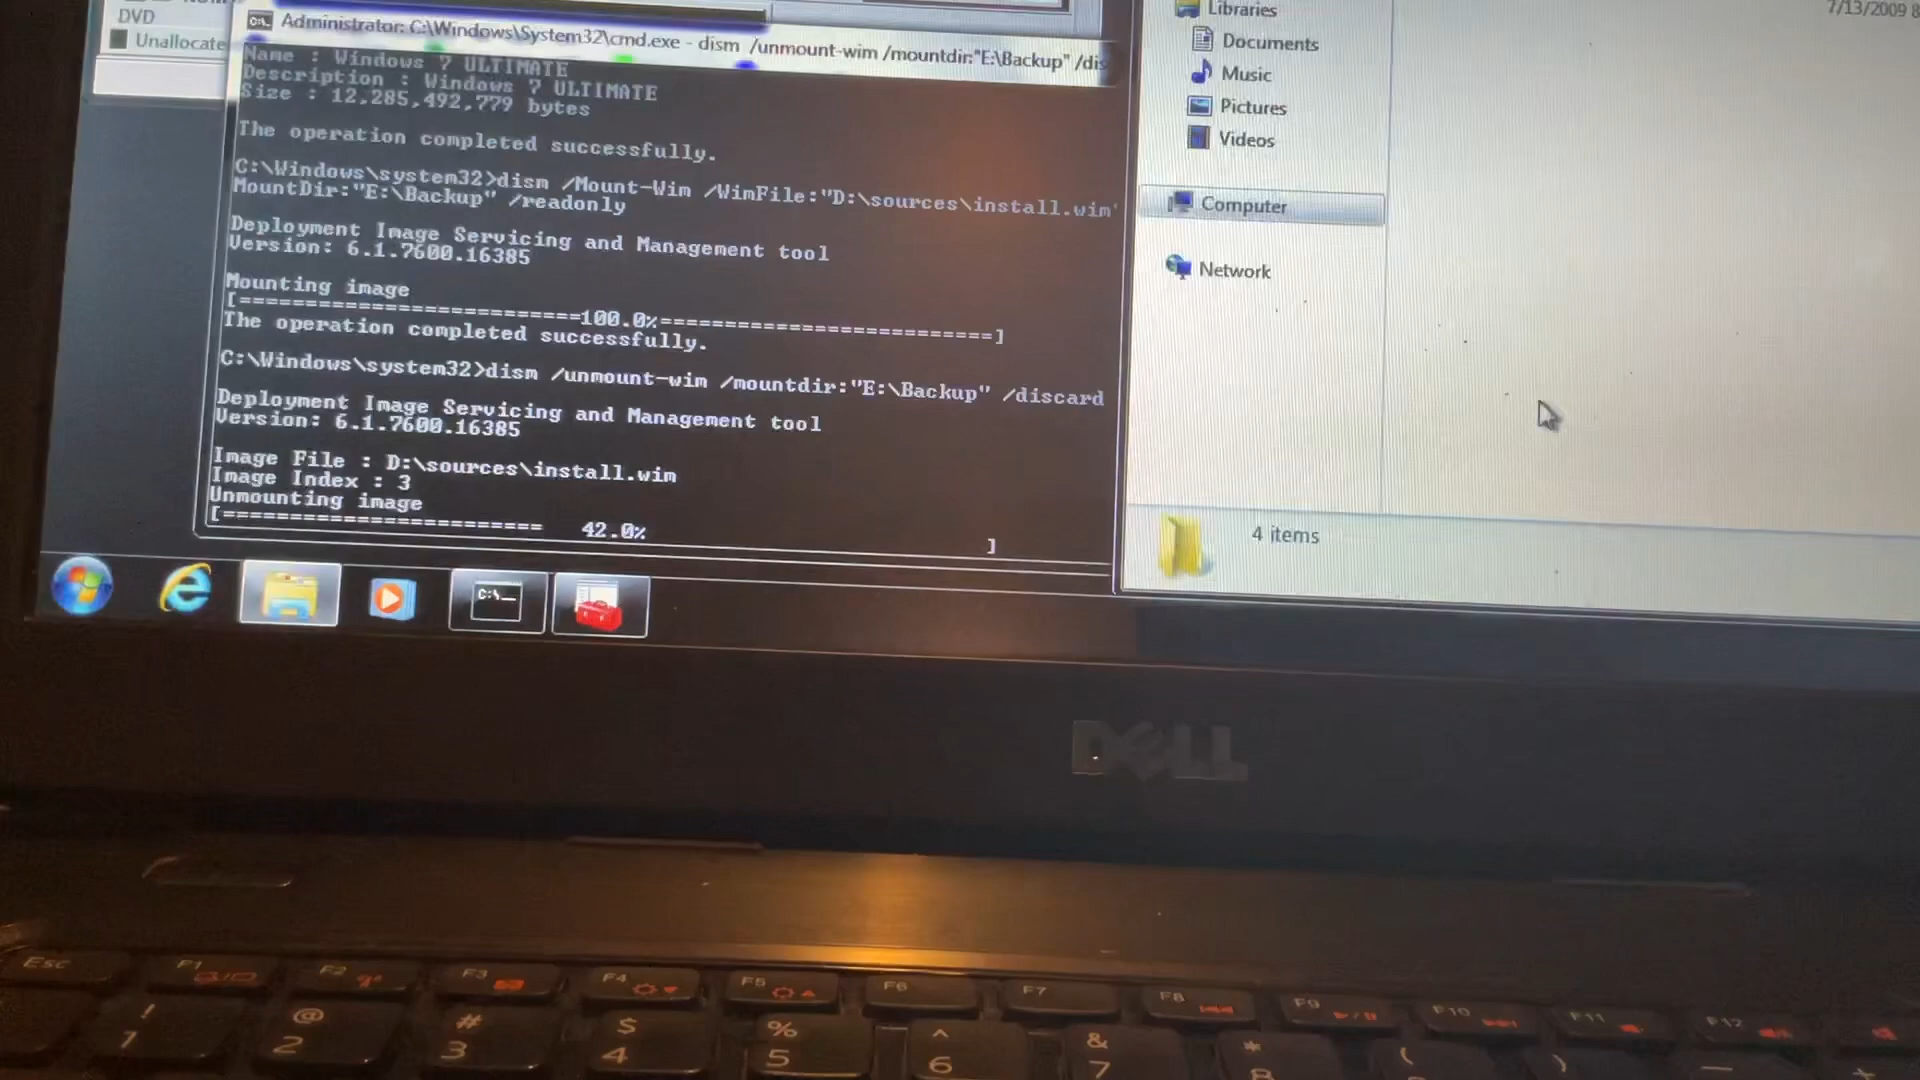 DVD
Unallocate
Administrator: C:\Windows\System32\cmd.exe - dism /unmount-wim /mountdir:"E:\Backup" /dis
Name : Windows 7 ULTIMATE
Description : Windows 7 ULTIMATE
Size : 12,285,492,779 bytes
The operation completed successfully.
C:\Windows\system32>dism /Mount-Wim /WimFile:"D:\sources\install.wim"
MountDir:"E:\Backup" /readonly
Deployment Image Servicing and Management tool
Version: 6.1.7600.16385
Mounting image
[==========================100.0%==========================]
The operation completed successfully.
C:\Windows\system32>dism /unmount-wim /mountdir:"E:\Backup" /discard
Deployment Image Servicing and Management tool
Version: 6.1.7600.16385
Image File : D:\sources\install.wim
Image Index : 3
Unmounting image
[======================== 42.0% ]
Libraries
Documents
Music
Pictures
Videos
Computer
Network
7/13/2009 8
4 items
C:\_
DELL
Esc F1 F2 F3 F4 F5 F6 F7 F8 F9 F10 F11 F12
! @ # $ % ^ & * ( ) _
1 2 3 4 5 6 7 8